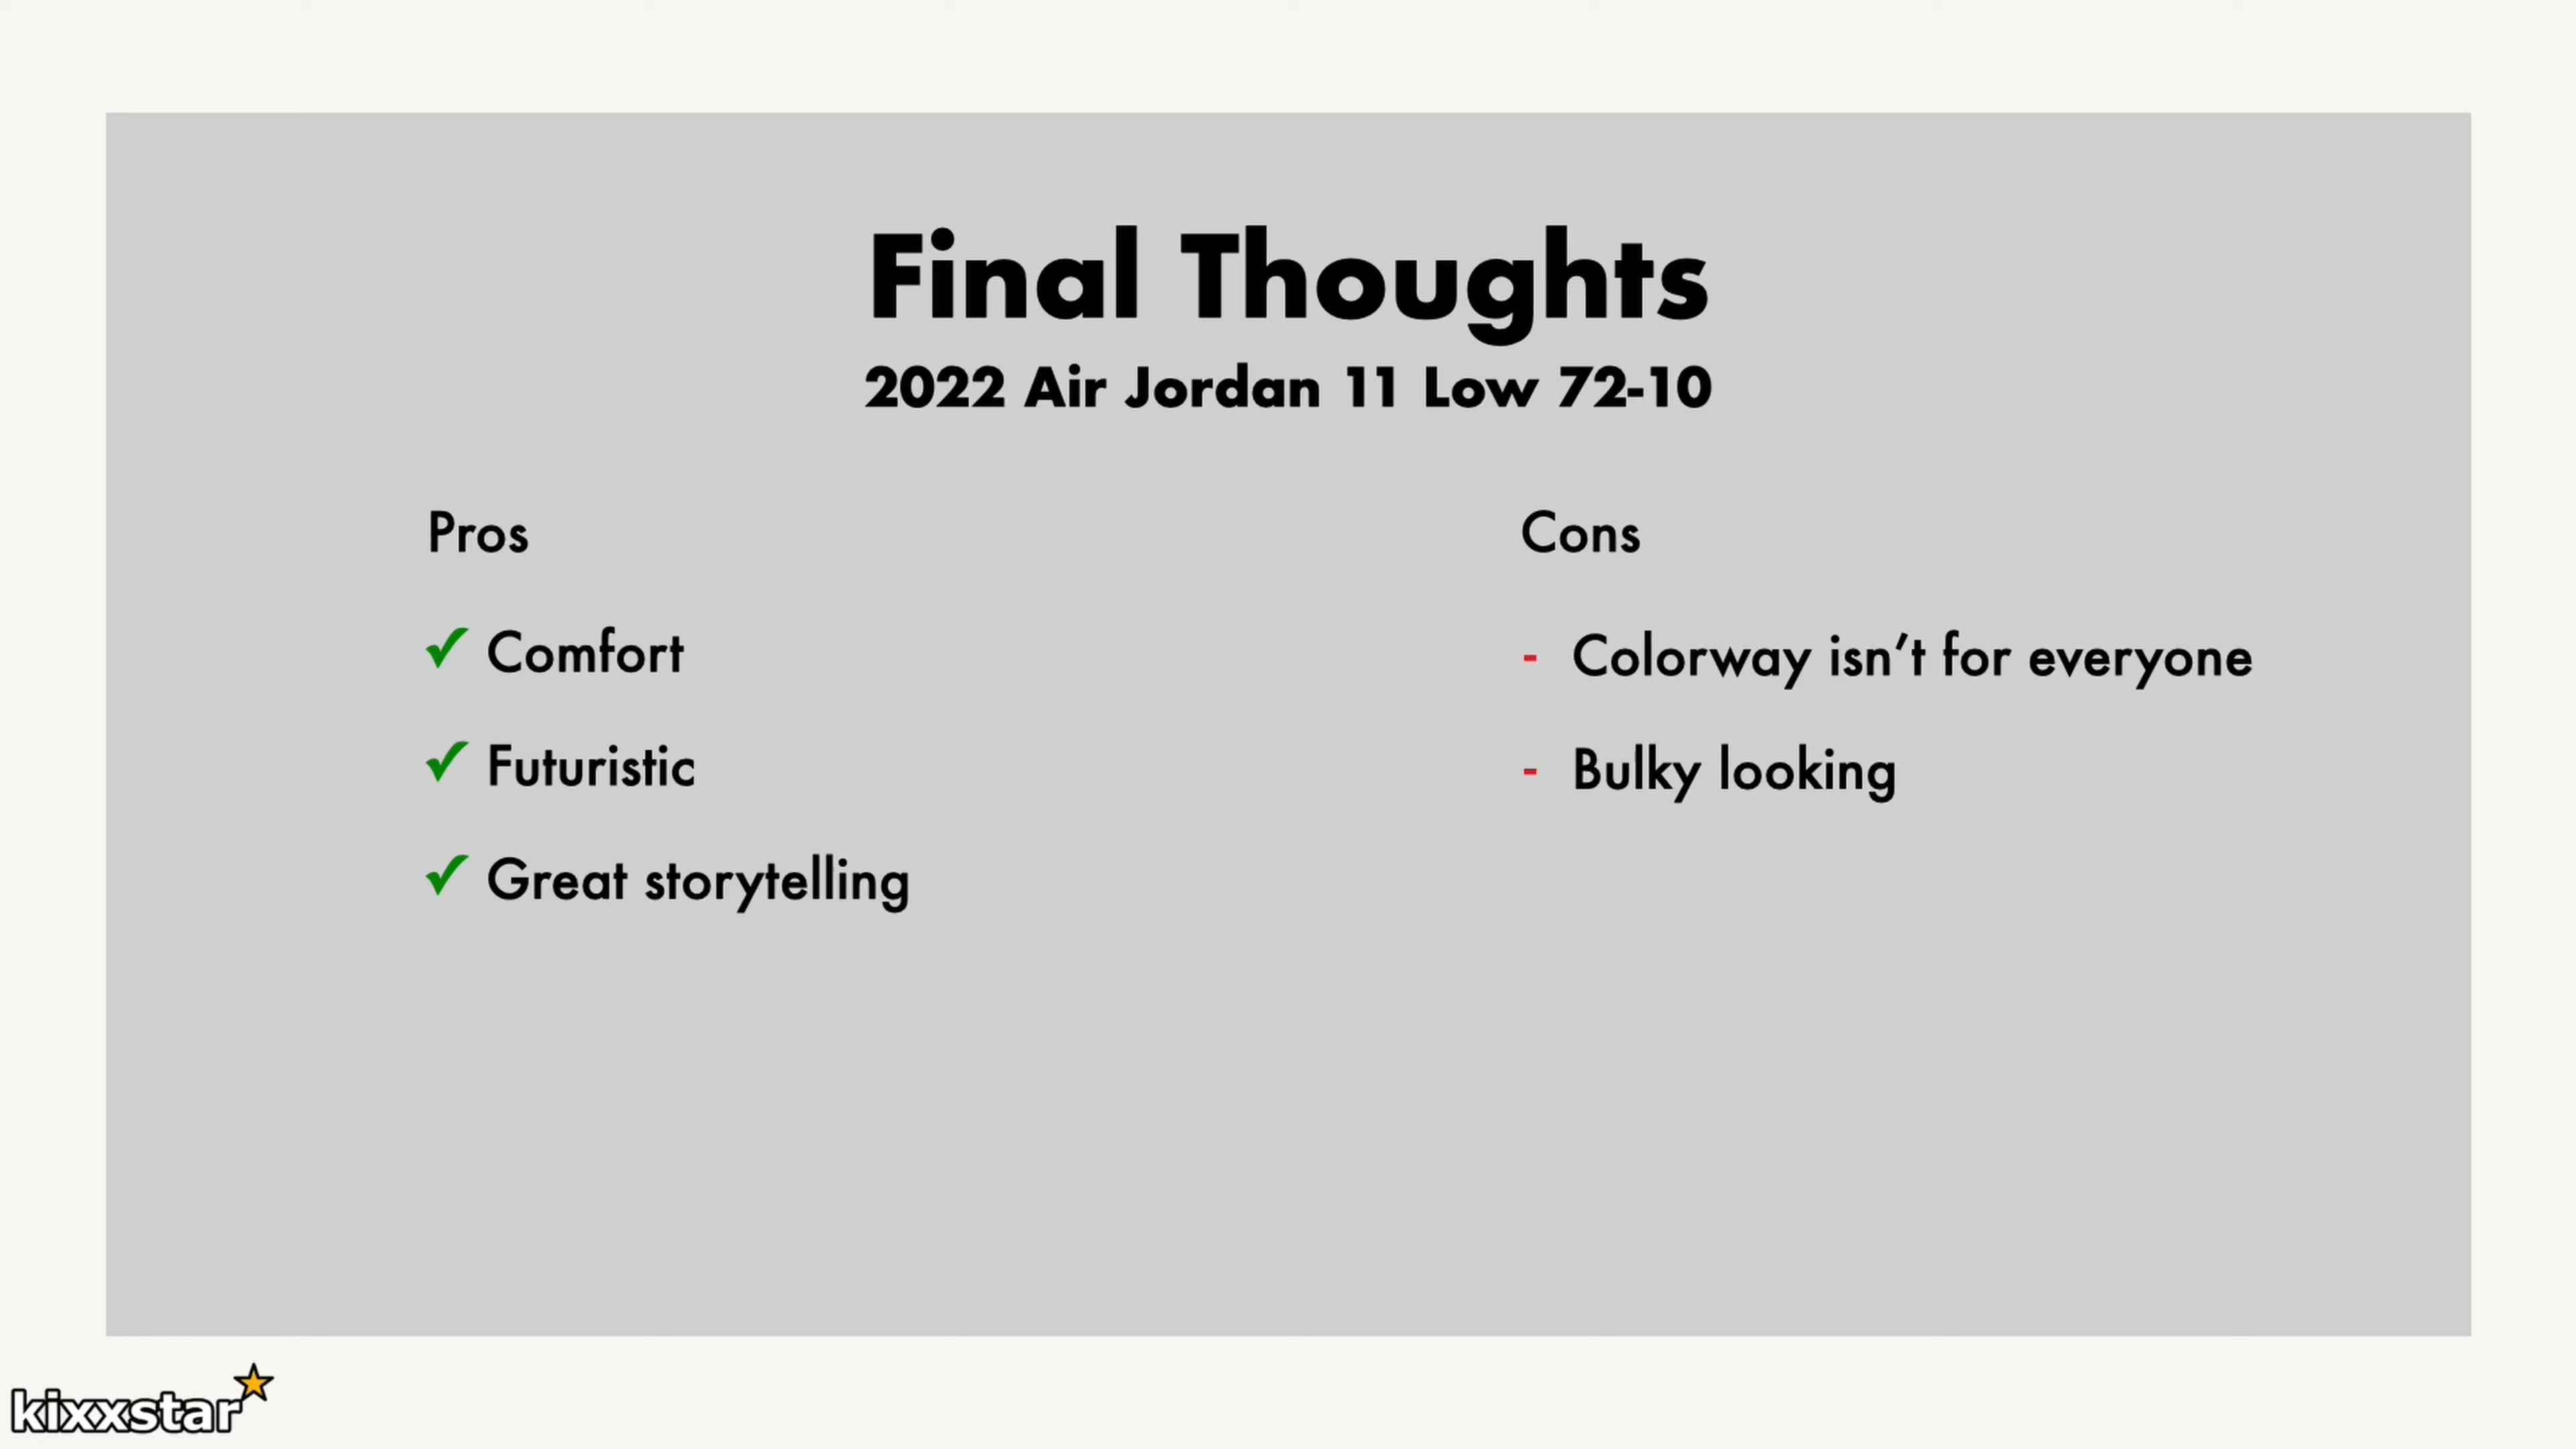 Final Thoughts
2022 Air Jordan 11 Low 72-10
Pros
✓ Comfort
✓ Futuristic
✓ Great storytelling
Cons
- Colorway isn’t for everyone
- Bulky looking
kixxstar